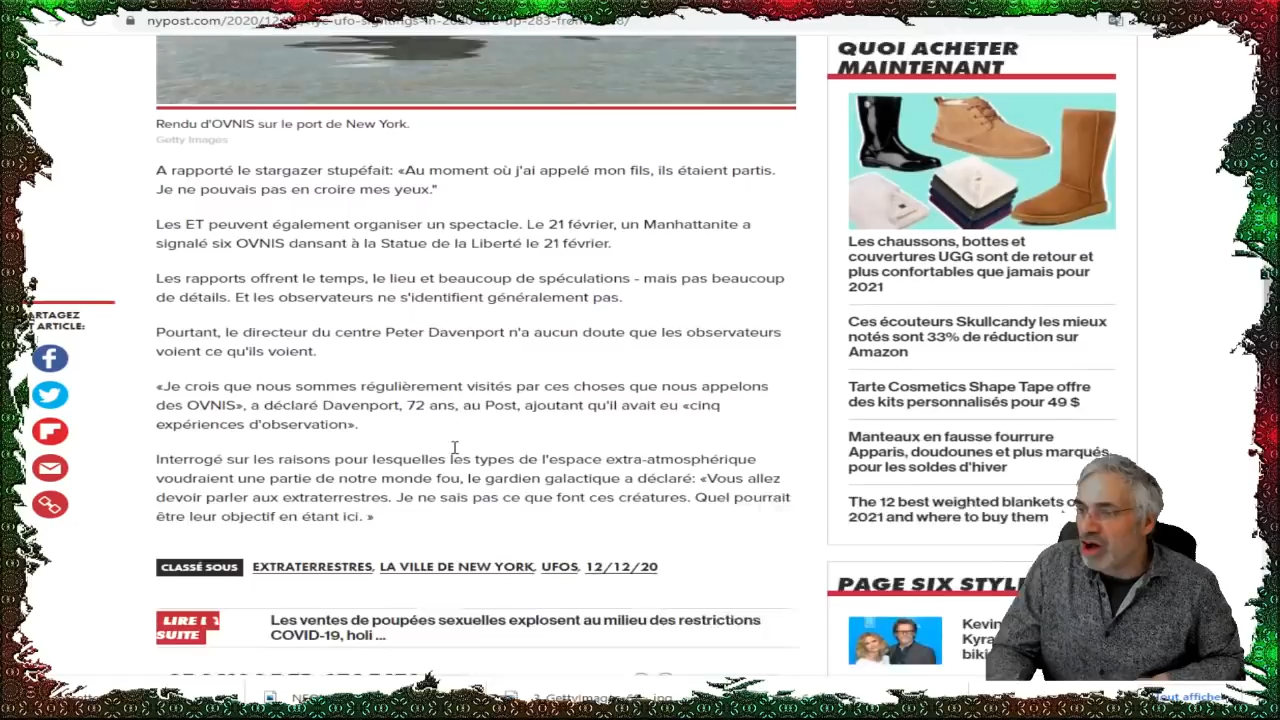 QUOI ACHETER
MAINTENANT
Rendu d'OVNIS sur le port de New York.
Getty Images
A rapporté le stargazer stupéfait: «Au moment où j'ai appelé mon fils, ils étaient partis.
Je ne pouvais pas en croire mes yeux."
Les ET peuvent également organiser un spectacle. Le 21 février, un Manhattanite a
signalé six OVNIS dansant à la Statue de la Liberté le 21 février.
Les rapports offrent le temps, le lieu et beaucoup de spéculations - mais pas beaucoup
de détails. Et les observateurs ne s'identifient généralement pas.
Pourtant, le directeur du centre Peter Davenport n'a aucun doute que les observateurs
voient ce qu'ils voient.
«Je crois que nous sommes régulièrement visités par ces choses que nous appelons
des OVNIS», a déclaré Davenport, 72 ans, au Post, ajoutant qu'il avait eu «cinq
expériences d'observation».
Interrogé sur les raisons pour lesquelles les types de l'espace extra-atmosphérique
voudraient une partie de notre monde fou, le gardien galactique a déclaré: «Vous allez
devoir parler aux extraterrestres. Je ne sais pas ce que font ces créatures. Quel pourrait
être leur objectif en étant ici. »
ARTICLE:
CLASSÉ SOUS EXTRATERRESTRES, LA VILLE DE NEW YORK, UFOS, 12/12/20
LIRE
SUITE
Les ventes de poupées sexuelles explosent au milieu des restrictions
COVID-19, holi ...
Les chaussons, bottes et
couvertures UGG sont de retour et
plus confortables que jamais pour
2021
Ces écouteurs Skullcandy les mieux
notés sont 33% de réduction sur
Amazon
Tarte Cosmetics Shape Tape offre
des kits personnalisés pour 49 $
Manteaux en fausse fourrure
Apparis, doudounes et plus marqués
pour les soldes d'hiver
The 12 best weighted blankets
2021 and where to buy them
PAGE SIX STYLE